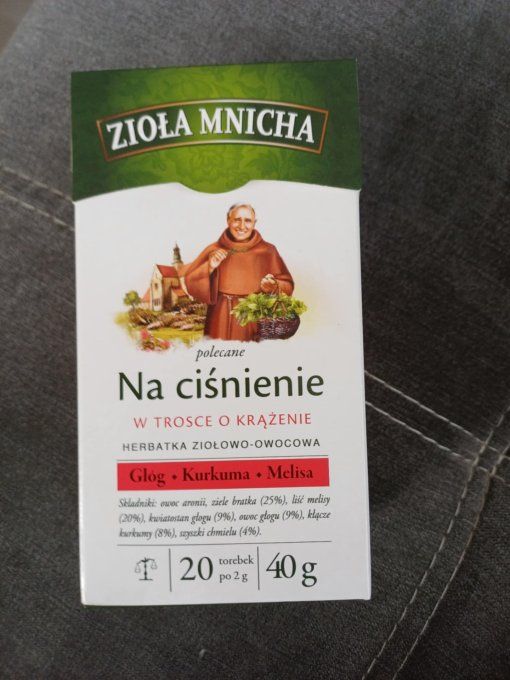 ZIOŁA MNICHA
polecane
Na ciśnienie
W TROSCE O KRĄŻENIE
HERBATKA ZIOŁOWO-OWOCOWA
Głóg • Kurkuma • Melisa
Składniki: owoc aronii, ziele bratka (25%), liść melisy
(20%), kwiatostan głogu (9%), owoc głogu (9%), kłącze
kurkumy (8%), szyszki chmielu (4%).
20 torebek
po 2 g
40 g